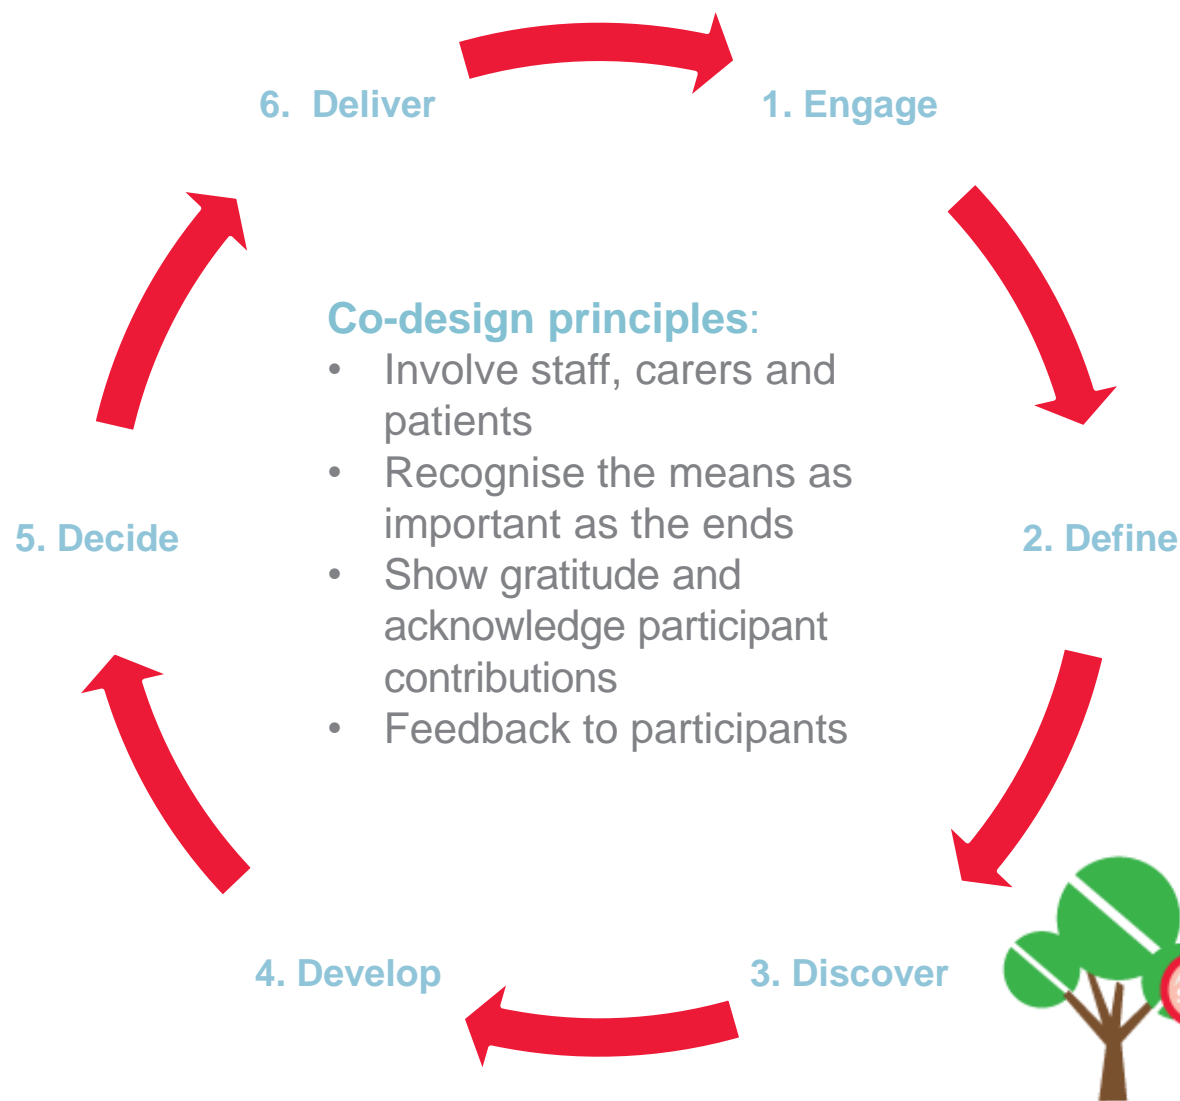 6. Deliver
1. Engage
Co-design principles:
• Involve staff, carers and
patients
• Recognise the means as
important as the ends
• Show gratitude and
acknowledge participant
contributions
• Feedback to participants
5. Decide
2. Define
4. Develop
3. Discover